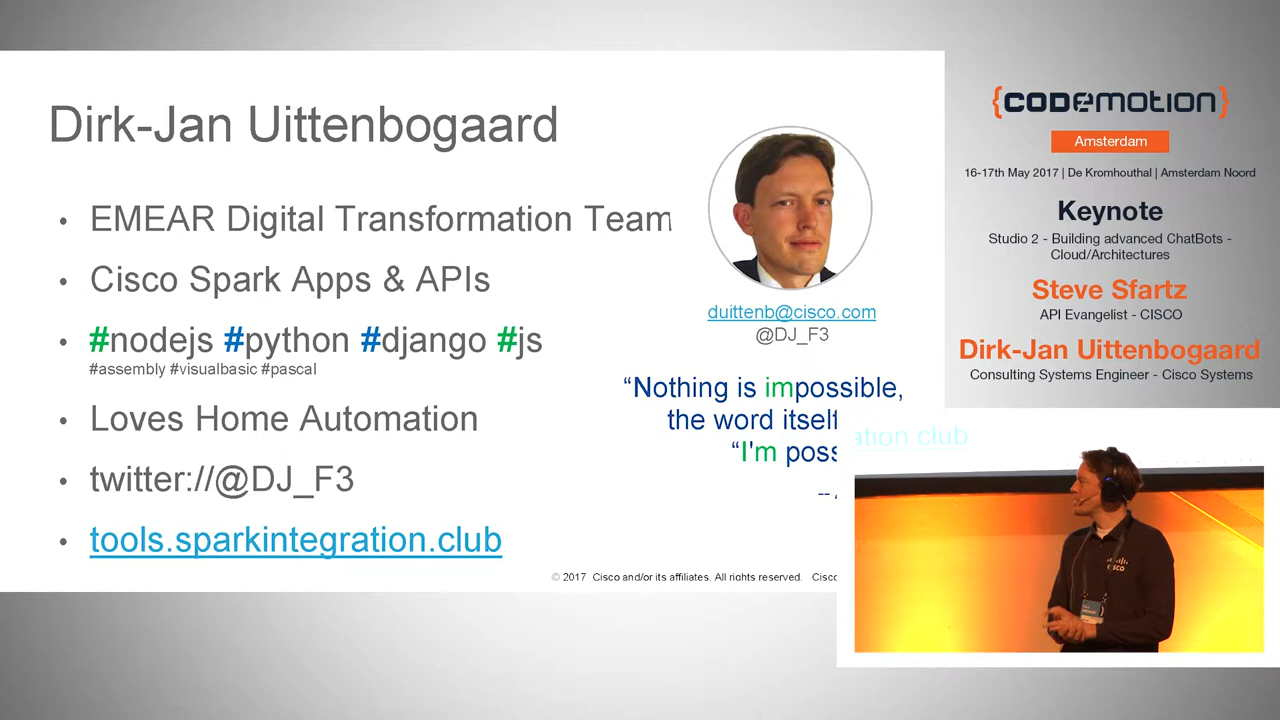 Dirk-Jan Uittenbogaard
• EMEAR Digital Transformation Team
• Cisco Spark Apps & APIs
• #nodejs #python #django #js
#assembly #visualbasic #pascal
• Loves Home Automation
• twitter://@DJ_F3
• tools.sparkintegration.club
duittenb@cisco.com
@DJ_F3
“Nothing is impossible,
the word itself
“I'm poss
--
© 2017 Cisco and/or its affiliates. All rights reserved. Cisco
{CODEMOTION}
Amsterdam
16-17th May 2017 | De Kromhouthal | Amsterdam Noord
Keynote
Studio 2 - Building advanced ChatBots -
Cloud/Architectures
Steve Sfartz
API Evangelist - CISCO
Dirk-Jan Uittenbogaard
Consulting Systems Engineer - Cisco Systems
ation club
CISCO